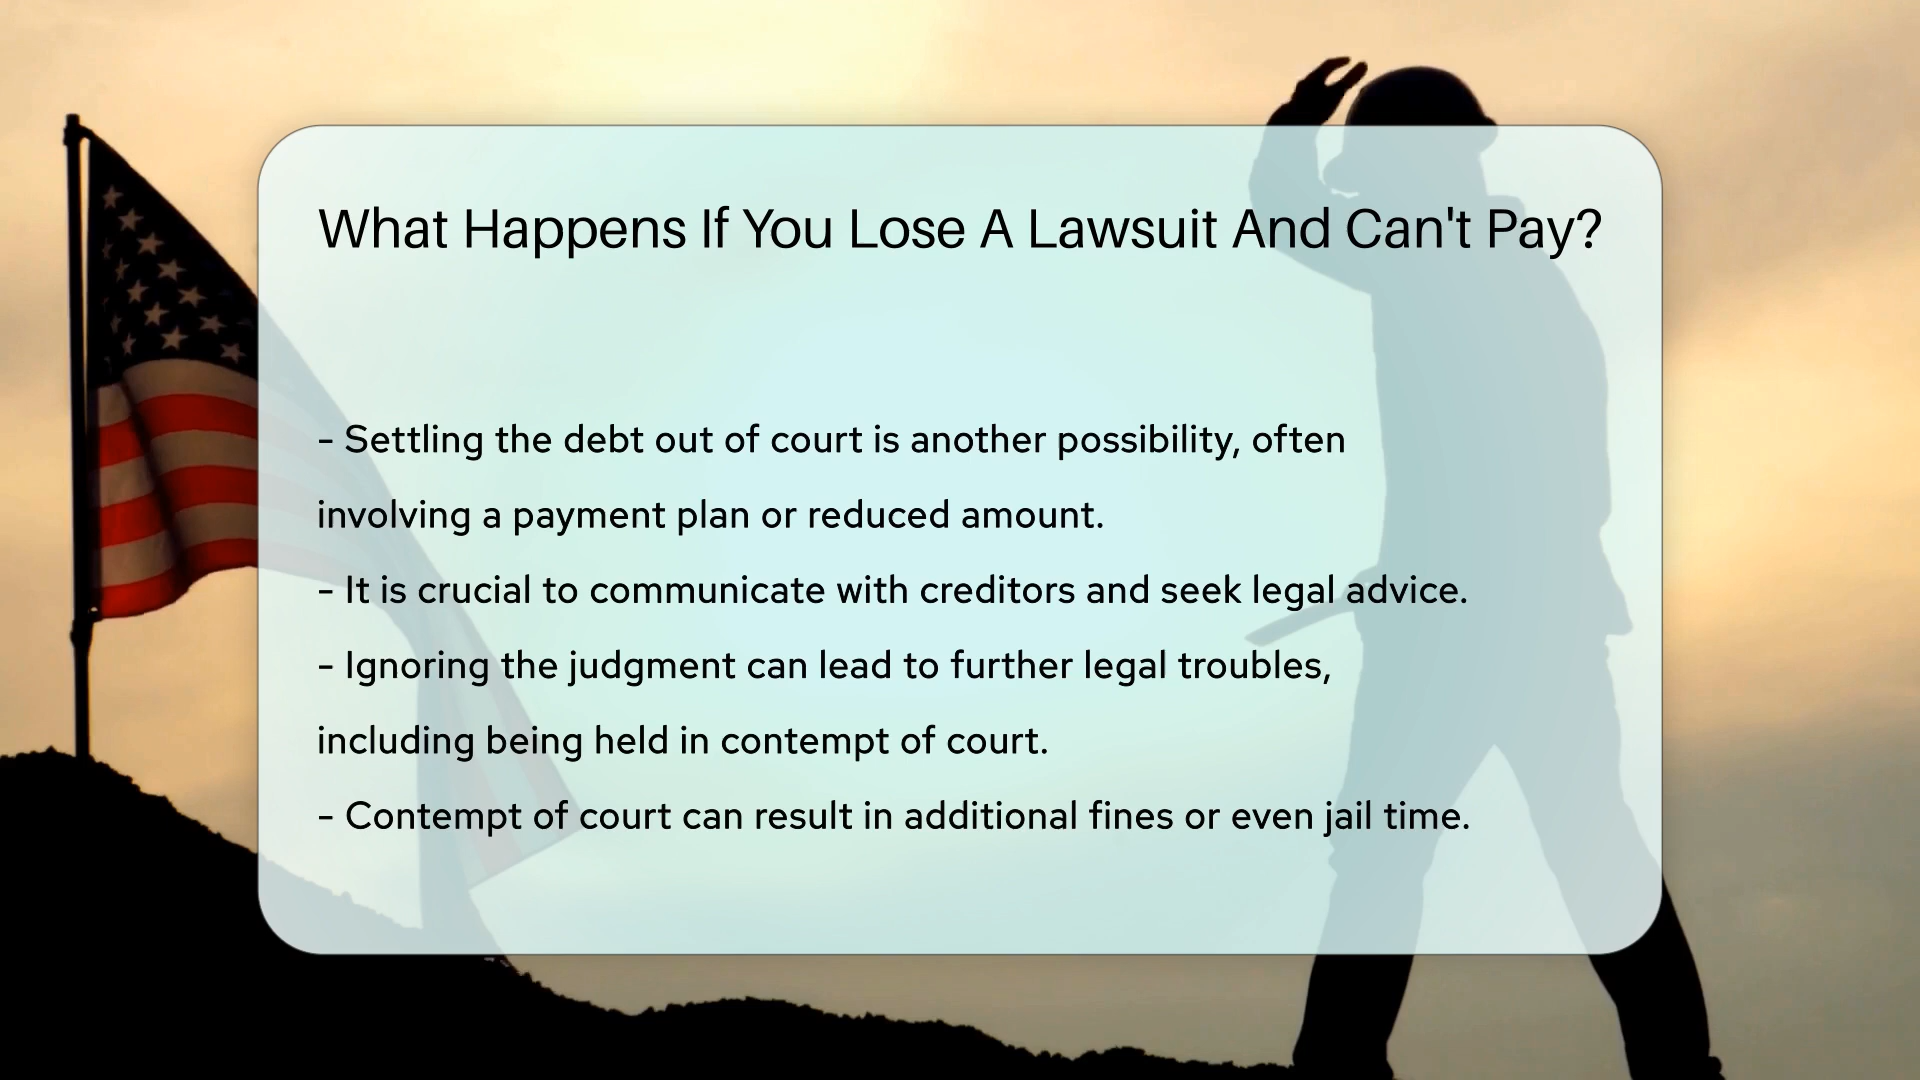 What Happens If You Lose A Lawsuit And Can't Pay?
- Settling the debt out of court is another possibility, often
involving a payment plan or reduced amount.
- It is crucial to communicate with creditors and seek legal advice.
- Ignoring the judgment can lead to further legal troubles,
including being held in contempt of court.
- Contempt of court can result in additional fines or even jail time.